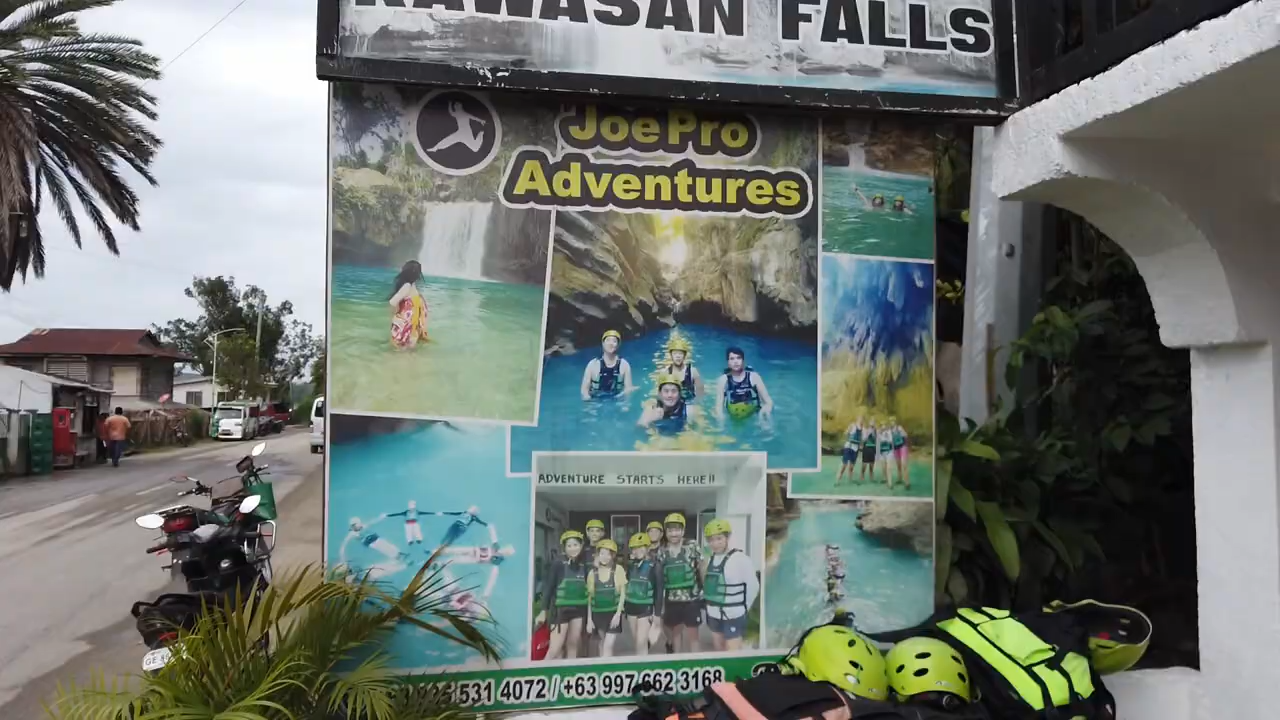 KAWASAN FALLS
JoePro
Adventures
ADVENTURE STARTS HERE!!
531 4072 / +63 997 662 3168